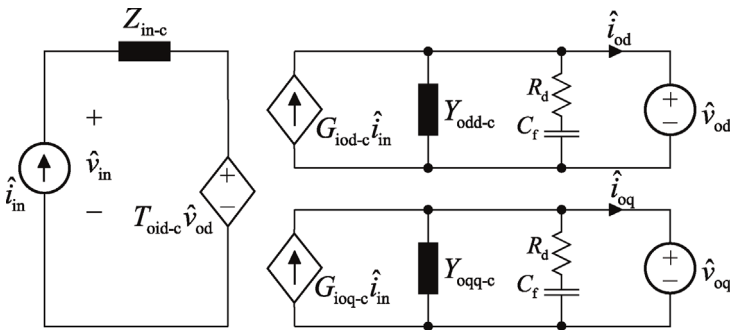 Z_in-c
î_in
+
v̂_in
−
T_oid-c v̂_od
+
−
G_iod-c î_in
Y_odd-c
R_d
C_f
î_od
+
−
v̂_od
G_ioq-c î_in
Y_oqq-c
R_d
C_f
î_oq
+
−
v̂_oq